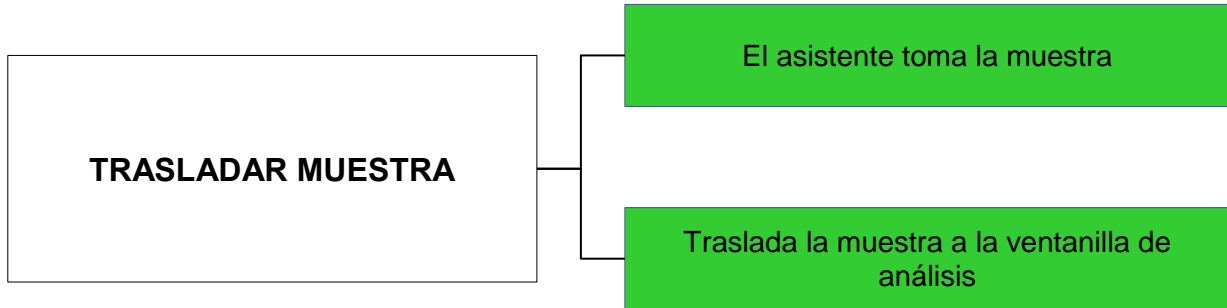 El asistente toma la muestra
TRASLADAR MUESTRA
Traslada la muestra a la ventanilla de
análisis